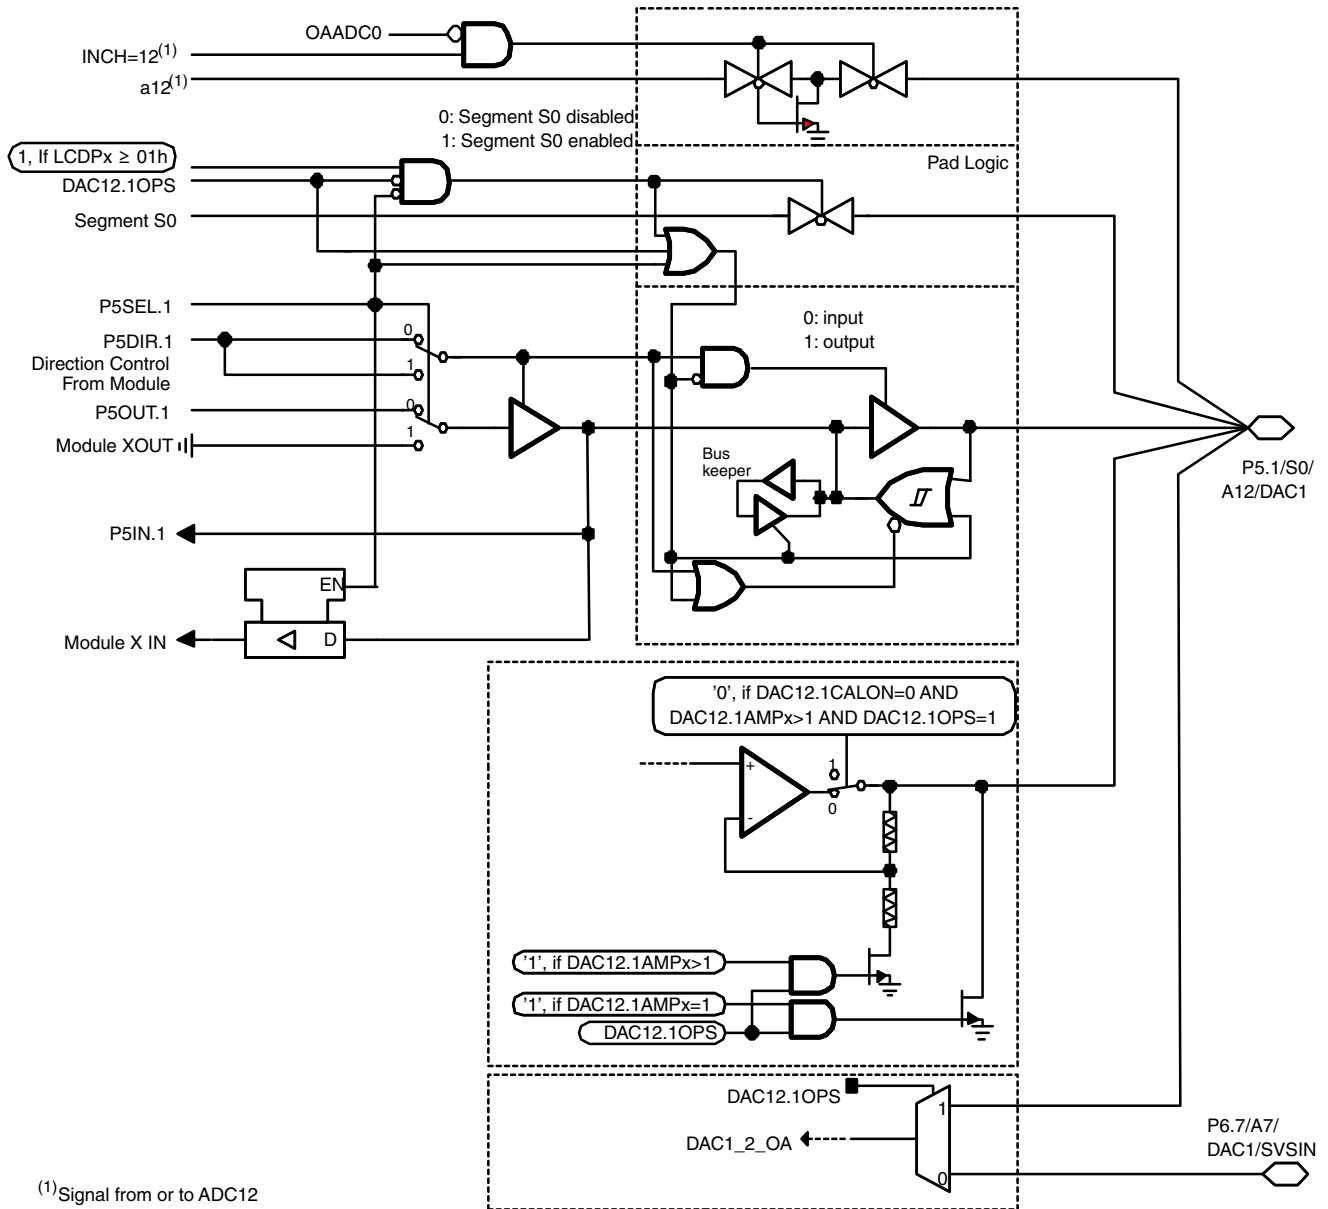 OAADC0
INCH=12(1)
a12(1)
0: Segment S0 disabled
1: Segment S0 enabled
1, If LCDPx ≥ 01h
Pad Logic
DAC12.1OPS
Segment S0
P5SEL.1
0: input
1: output
P5DIR.1
0
Direction Control
From Module
1
P5OUT.1
0
Module XOUT
1
Bus
keeper
P5.1/S0/
A12/DAC1
P5IN.1
EN
Module X IN
D
'0', if DAC12.1CALON=0 AND
DAC12.1AMPx>1 AND DAC12.1OPS=1
+
1
0
-
'1', if DAC12.1AMPx>1
'1', if DAC12.1AMPx=1
DAC12.1OPS
DAC12.1OPS
1
DAC1_2_OA
P6.7/A7/
DAC1/SVSIN
0
(1)Signal from or to ADC12